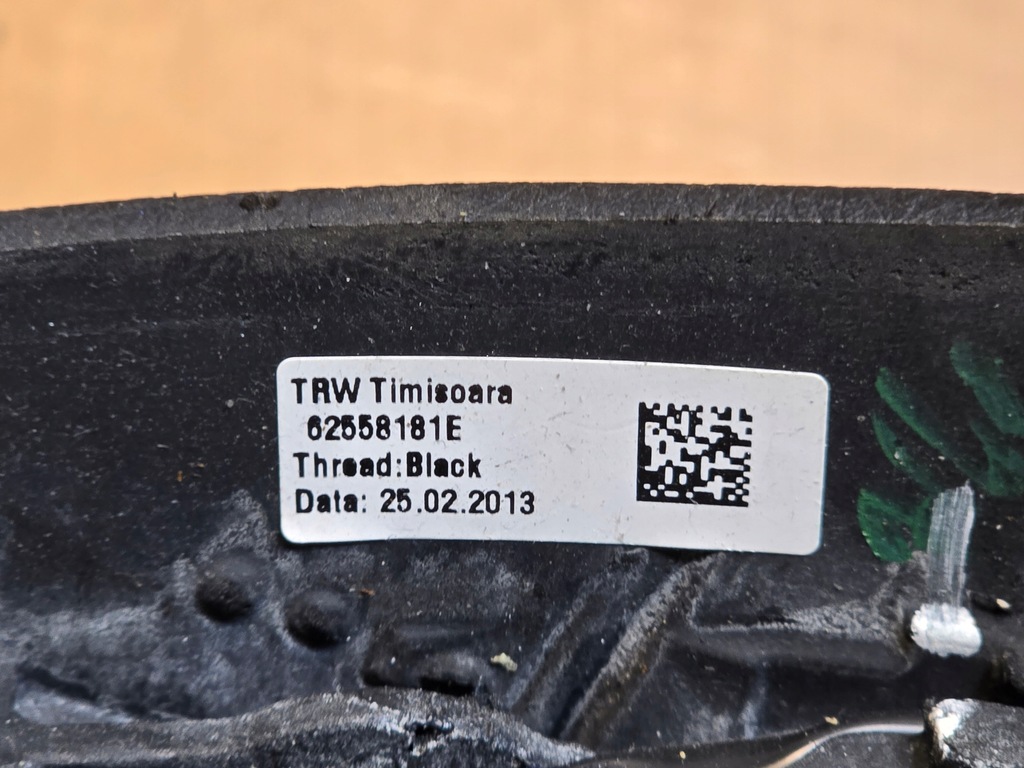 TRW Timisoara
62558181E
Thread:Black
Data: 25.02.2013